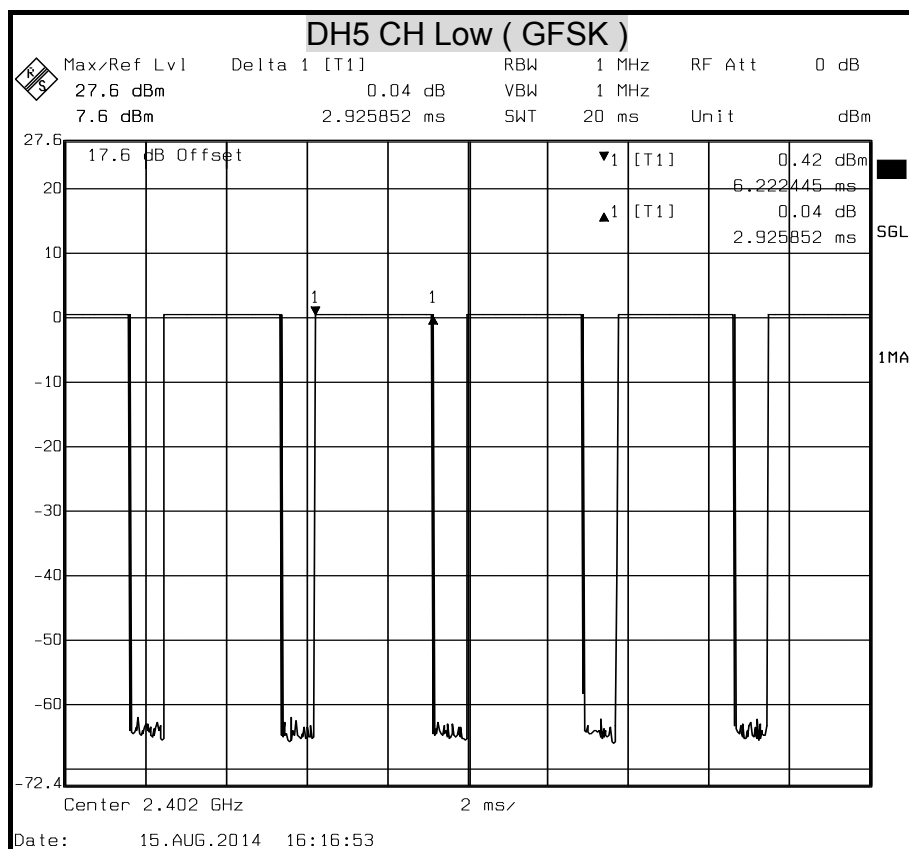 DH5 CH Low ( GFSK )
R S
Max/Ref Lvl Delta 1 [T1] RBW 1 MHz RF Att 0 dB
27.6 dBm 0.04 dB VBW 1 MHz
7.6 dBm 2.925852 ms SWT 20 ms Unit dBm
27.6
17.6 dB Offset ▼1 [T1] 0.42 dBm
20 6.222445 ms
▲1 [T1] 0.04 dB
2.925852 ms SGL
10
1 1
0
1MA
-10
-20
-30
-40
-50
-60
-72.4
Center 2.402 GHz 2 ms/
Date: 15.AUG.2014 16:16:53